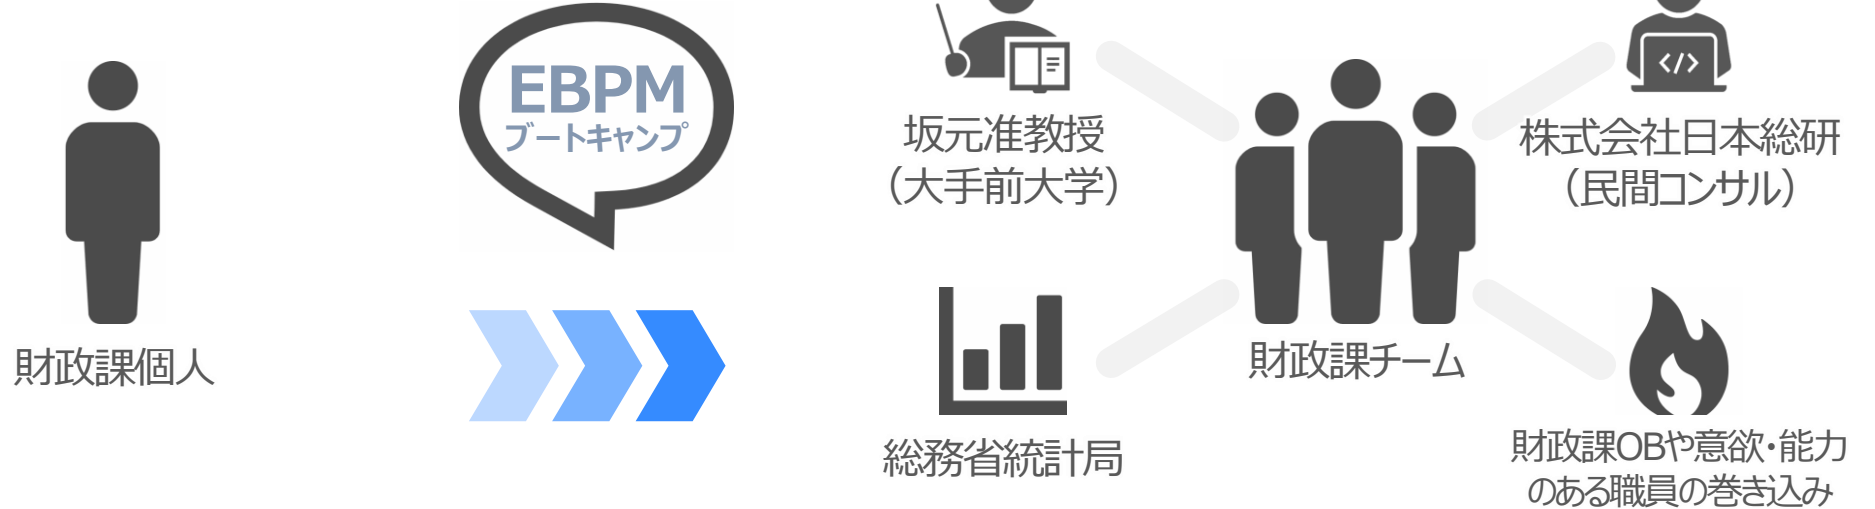 EBPM
ブートキャンプ
財政課個人
坂元准教授
（大手前大学）
総務省統計局
財政課チーム
</>
株式会社日本総研
（民間コンサル）
財政課OBや意欲・能力
のある職員の巻き込み